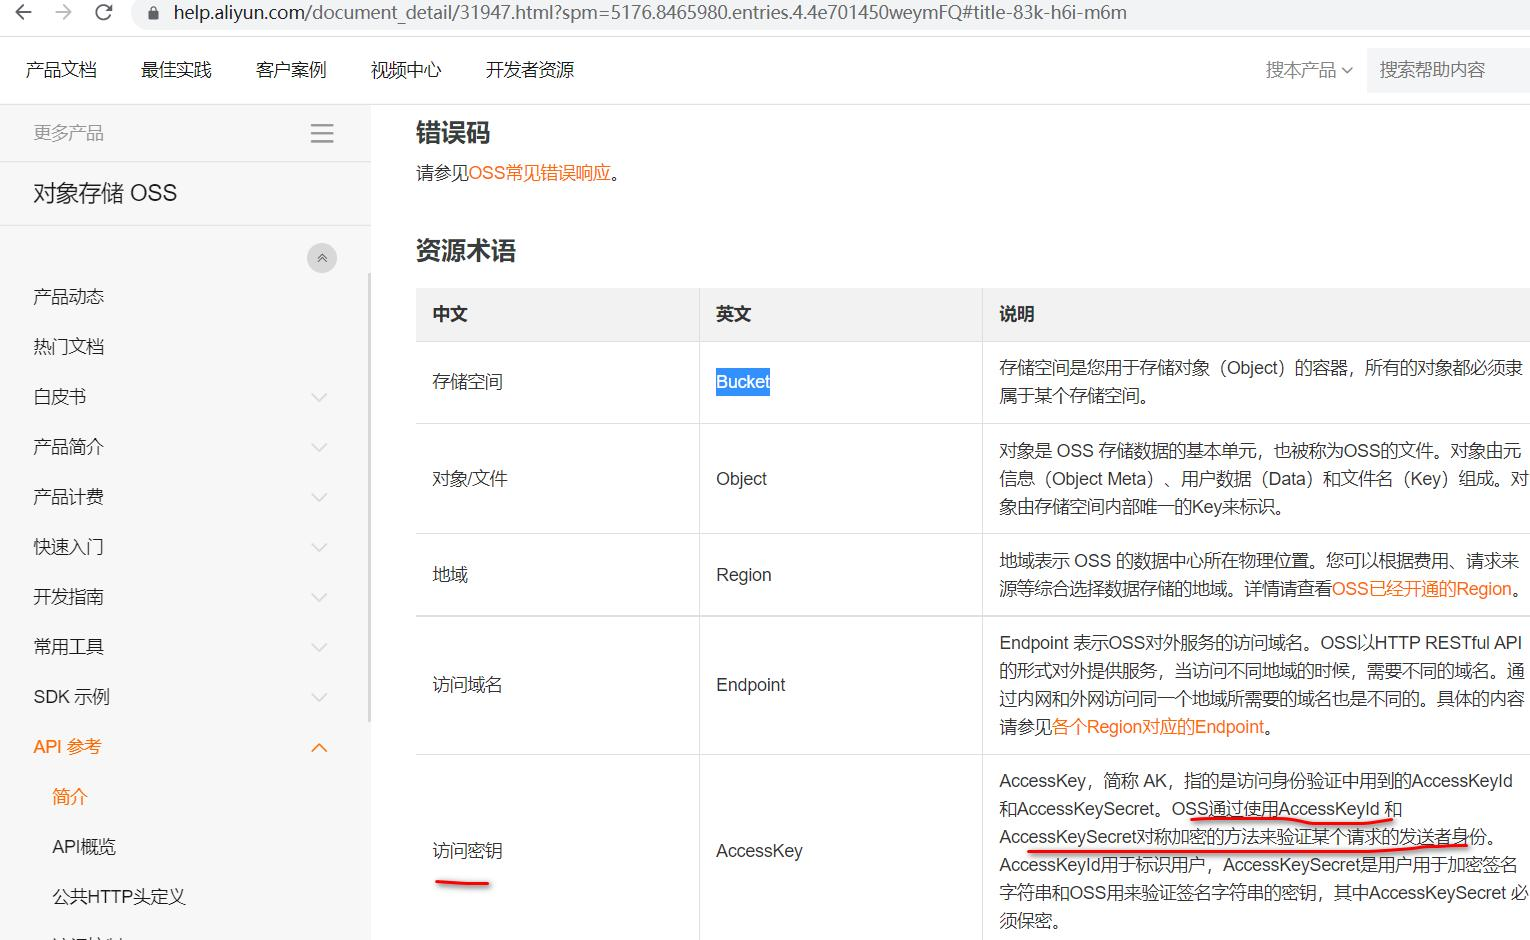 help.aliyun.com/document_detail/31947.html?spm=5176.8465980.entries.4.4e701450weymFQ#title-83k-h6i-m6m
产品文档 最佳实践 客户案例 视频中心 开发者资源 搜本产品 搜索帮助内容
更多产品
对象存储 OSS
产品动态
热门文档
白皮书
产品简介
产品计费
快速入门
开发指南
常用工具
SDK 示例
API 参考
简介
API概览
公共HTTP头定义
错误码
请参见OSS常见错误响应。
资源术语
中文 英文 说明
存储空间 Bucket 存储空间是您用于存储对象（Object）的容器，所有的对象都必须隶
属于某个存储空间。
对象/文件 Object 对象是 OSS 存储数据的基本单元，也被称为OSS的文件。对象由元
信息（Object Meta）、用户数据（Data）和文件名（Key）组成。对
象由存储空间内部唯一的Key来标识。
地域 Region 地域表示 OSS 的数据中心所在物理位置。您可以根据费用、请求来
源等综合选择数据存储的地域。详情请查看OSS已经开通的Region。
访问域名 Endpoint Endpoint 表示OSS对外服务的访问域名。OSS以HTTP RESTful API
的形式对外提供服务，当访问不同地域的时候，需要不同的域名。通
过内网和外网访问同一个地域所需要的域名也是不同的。具体的内容
请参见各个Region对应的Endpoint。
访问密钥 AccessKey AccessKey，简称 AK，指的是访问身份验证中用到的AccessKeyId
和AccessKeySecret。OSS通过使用AccessKeyId 和
AccessKeySecret对称加密的方法来验证某个请求的发送者身份。
AccessKeyId用于标识用户，AccessKeySecret是用户用于加密签名
字符串和OSS用来验证签名字符串的密钥，其中AccessKeySecret 必
须保密。